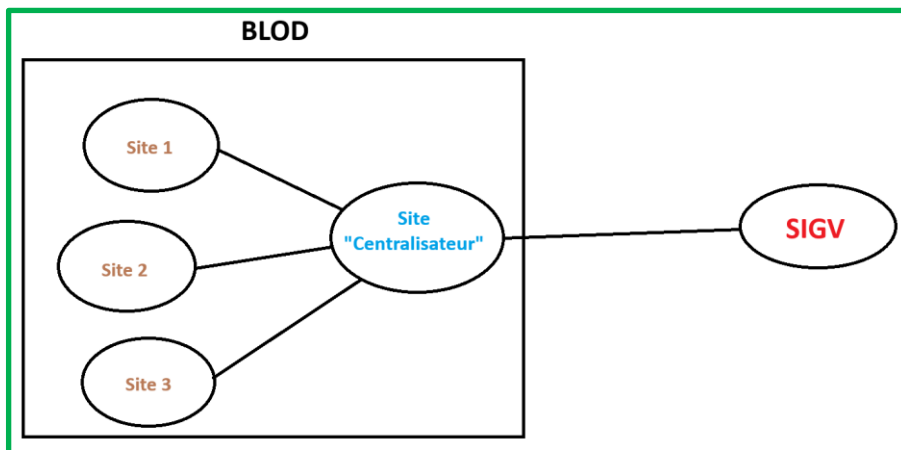 BLOD
Site 1
Site
"Centralisateur"
SIGV
Site 2
Site 3